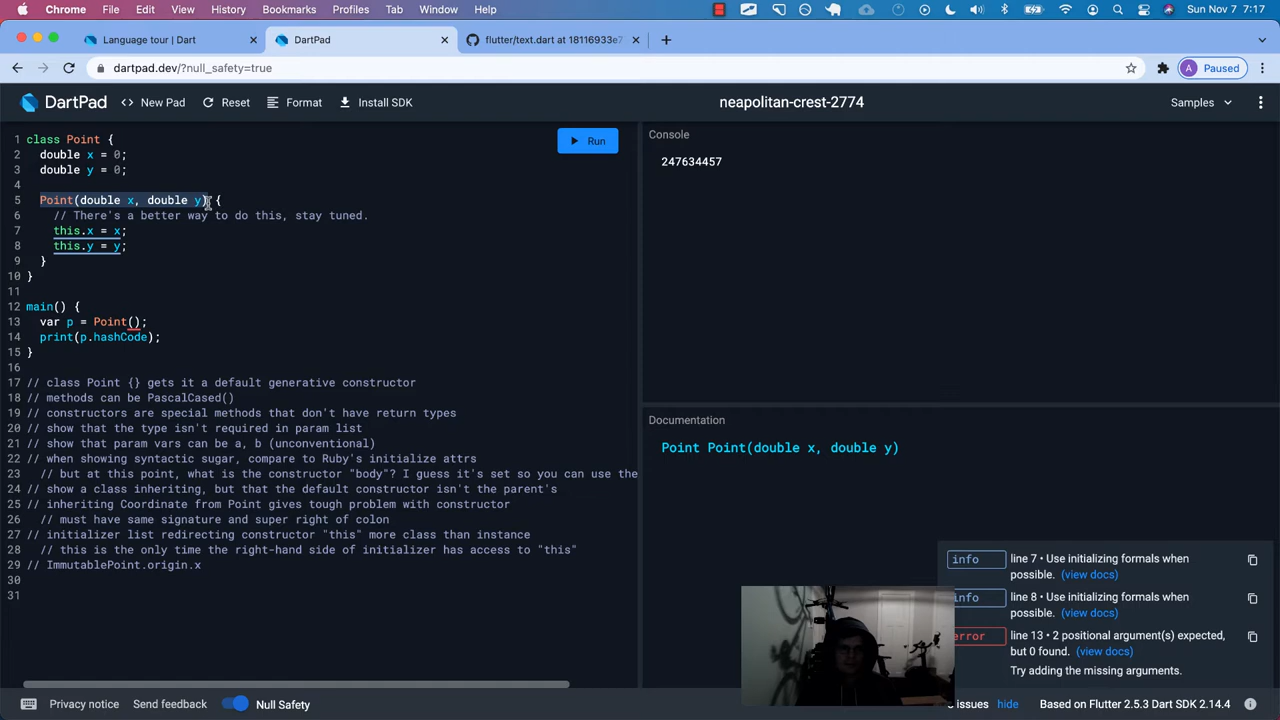 Chrome File Edit View History Bookmarks Profiles Tab Window Help
Sun Nov 7 7:17
Language tour | Dart
DartPad
flutter/text.dart at 18116933e7
dartpad.dev/?null_safety=true
A Paused
DartPad
<> New Pad
Reset
Format
Install SDK
neapolitan-crest-2774
Samples
1 class Point {
2 double x = 0;
3 double y = 0;
4
5 Point(double x, double y) {
6 // There's a better way to do this, stay tuned.
7 this.x = x;
8 this.y = y;
9 }
10 }
11
12 main() {
13 var p = Point();
14 print(p.hashCode);
15 }
16
17 // class Point {} gets it a default generative constructor
18 // methods can be PascalCased()
19 // constructors are special methods that don't have return types
20 // show that the type isn't required in param list
21 // show that param vars can be a, b (unconventional)
22 // when showing syntactic sugar, compare to Ruby's initialize attrs
23 // but at this point, what is the constructor "body"? I guess it's set so you can use the
24 // show a class inheriting, but that the default constructor isn't the parent's
25 // inheriting Coordinate from Point gives tough problem with constructor
26 // must have same signature and super right of colon
27 // initializer list redirecting constructor "this" more class than instance
28 // this is the only time the right-hand side of initializer has access to "this"
29 // ImmutablePoint.origin.x
30
31
Run
Console
247634457
Documentation
Point Point(double x, double y)
info line 7 • Use initializing formals when
possible. (view docs)
info line 8 • Use initializing formals when
possible. (view docs)
error line 13 • 2 positional argument(s) expected,
but 0 found. (view docs)
Try adding the missing arguments.
Privacy notice
Send feedback
Null Safety
issues hide
Based on Flutter 2.5.3 Dart SDK 2.14.4